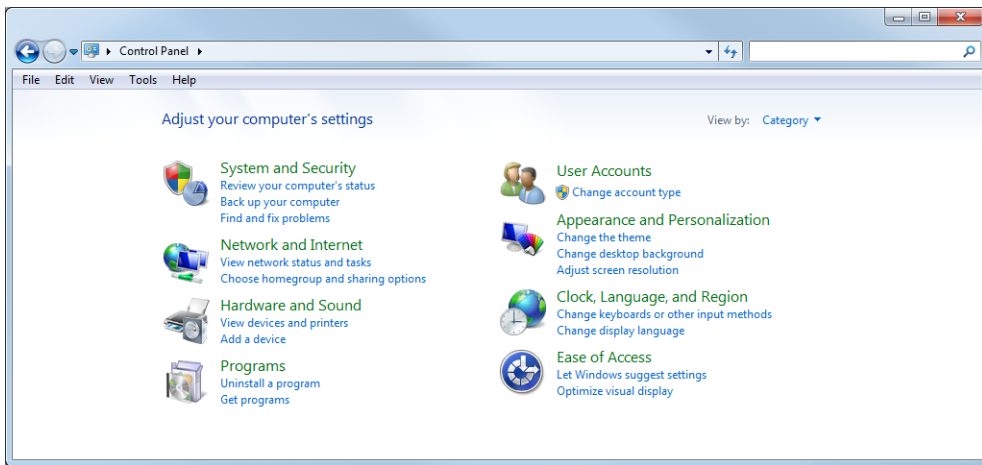 Control Panel
File Edit View Tools Help
Adjust your computer's settings
View by: Category
System and Security
Review your computer's status
Back up your computer
Find and fix problems
Network and Internet
View network status and tasks
Choose homegroup and sharing options
Hardware and Sound
View devices and printers
Add a device
Programs
Uninstall a program
Get programs
User Accounts
Change account type
Appearance and Personalization
Change the theme
Change desktop background
Adjust screen resolution
Clock, Language, and Region
Change keyboards or other input methods
Change display language
Ease of Access
Let Windows suggest settings
Optimize visual display